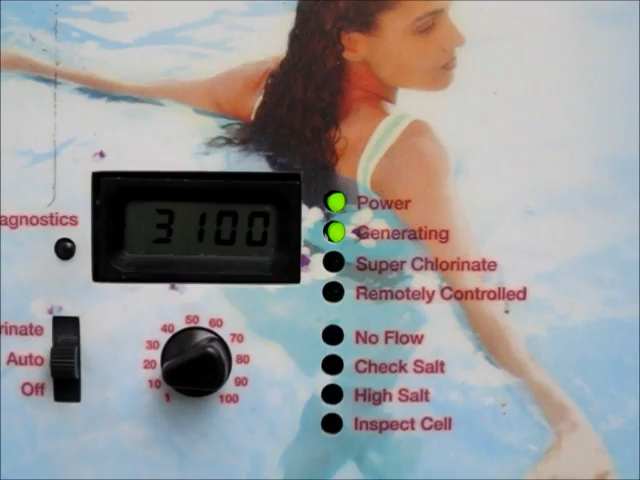 Power
agnostics
3100
Generating
Super Chlorinate
Remotely Controlled
rinate
Auto
Off
50
40 60
30 70
20 80
10 90
1 100
No Flow
Check Salt
High Salt
Inspect Cell